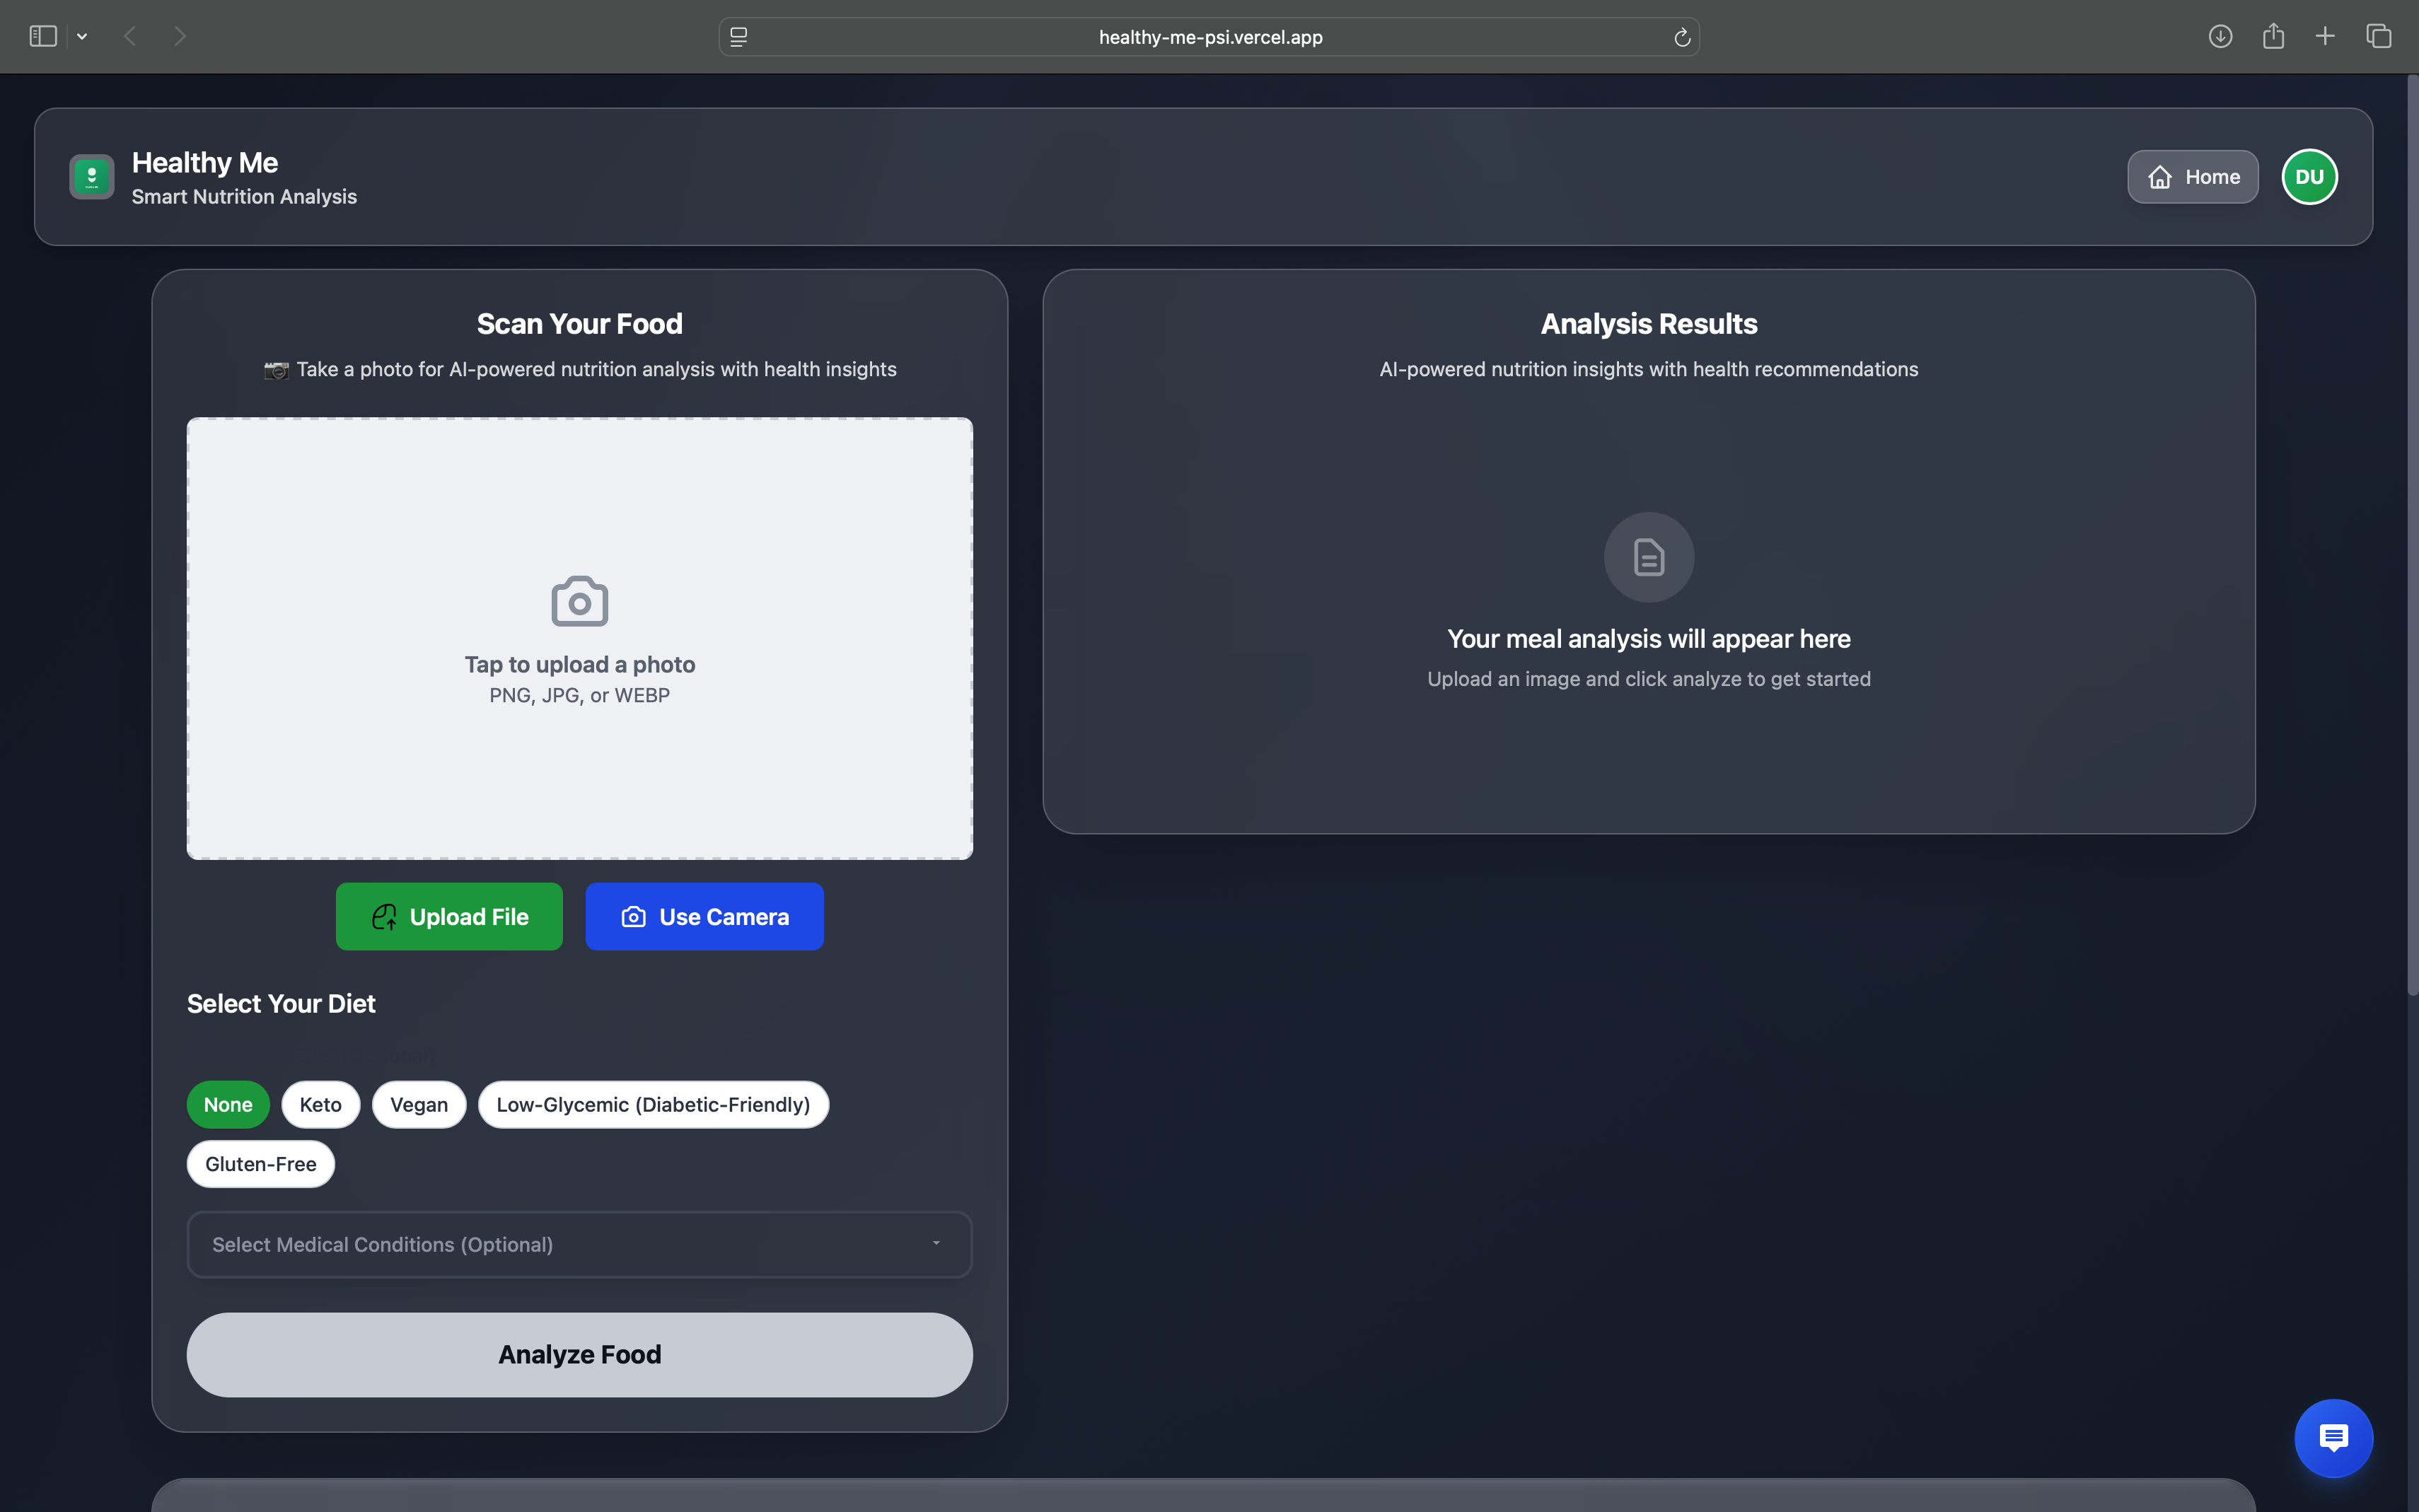 healthy-me-psi.vercel.app
Healthy Me
Smart Nutrition Analysis
Home
DU
Scan Your Food
Take a photo for AI-powered nutrition analysis with health insights
Tap to upload a photo
PNG, JPG, or WEBP
Upload File
Use Camera
Select Your Diet
None
Keto
Vegan
Low-Glycemic (Diabetic-Friendly)
Gluten-Free
Select Medical Conditions (Optional)
Analyze Food
Analysis Results
AI-powered nutrition insights with health recommendations
Your meal analysis will appear here
Upload an image and click analyze to get started